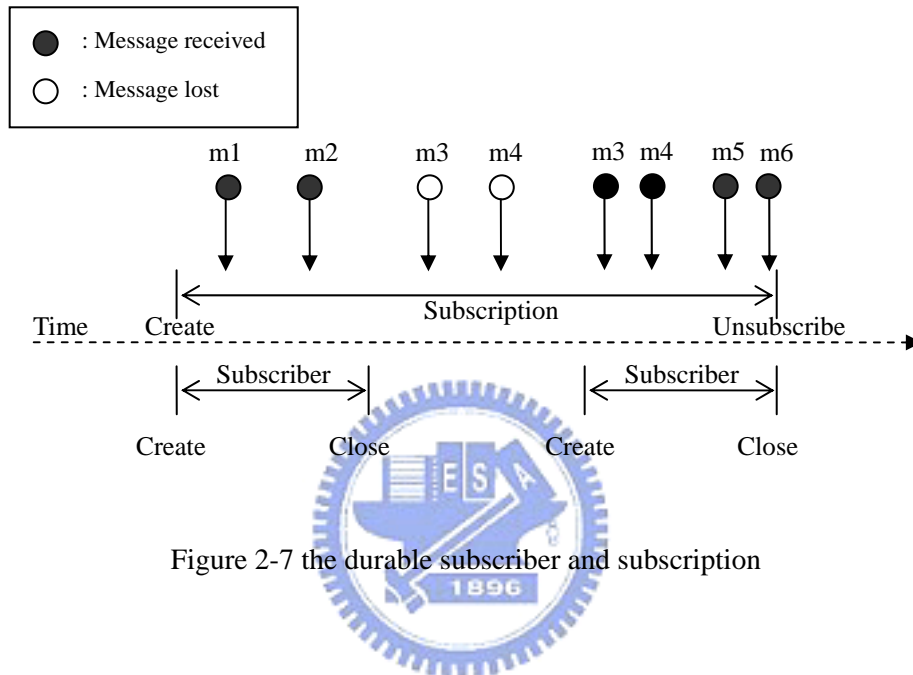 : Message received
: Message lost
m1 m2 m3 m4 m3 m4 m5 m6
Subscription
Time Create Unsubscribe
Subscriber Subscriber
Create Close Create Close
E S A
Figure 2-7 the durable subscriber and subscription
1896